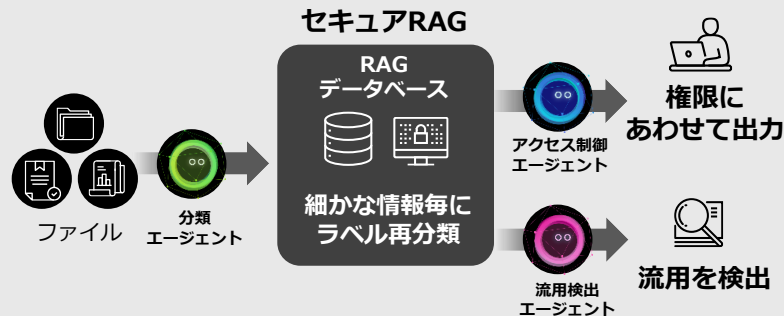 セキュアRAG
ファイル
分類
エージェント
RAG
データベース
細かな情報毎に
ラベル再分類
アクセス制御
エージェント
権限に
あわせて出力
流用検出
エージェント
流用を検出